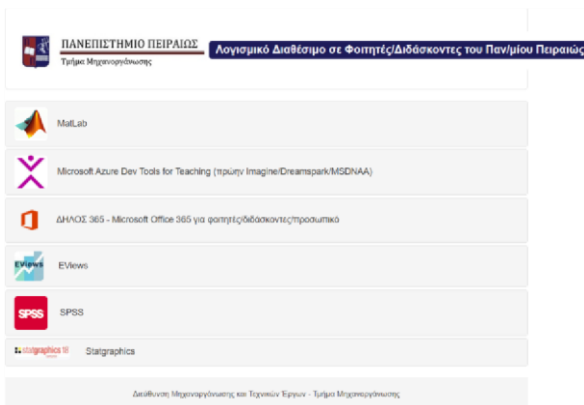 ΠΑΝΕΠΙΣΤΗΜΙΟ ΠΕΙΡΑΙΩΣ
Τμήμα Μηχανοργάνωσης
Λογισμικό Διαθέσιμο σε Φοιτητές/Διδάσκοντες του Παν/μίου Πειραιώς
MatLab
Microsoft Azure Dev Tools for Teaching (πρώην Imagine/Dreamspark/MSDNAA)
ΔΗΛΟΣ 365 - Microsoft Office 365 για φοιτητές/διδάσκοντες/προσωπικό
EViews
EViews
SPSS
SPSS
statgraphics 18
Statgraphics
Διεύθυνση Μηχανοργάνωσης και Τεχνικών Έργων - Τμήμα Μηχανοργάνωσης